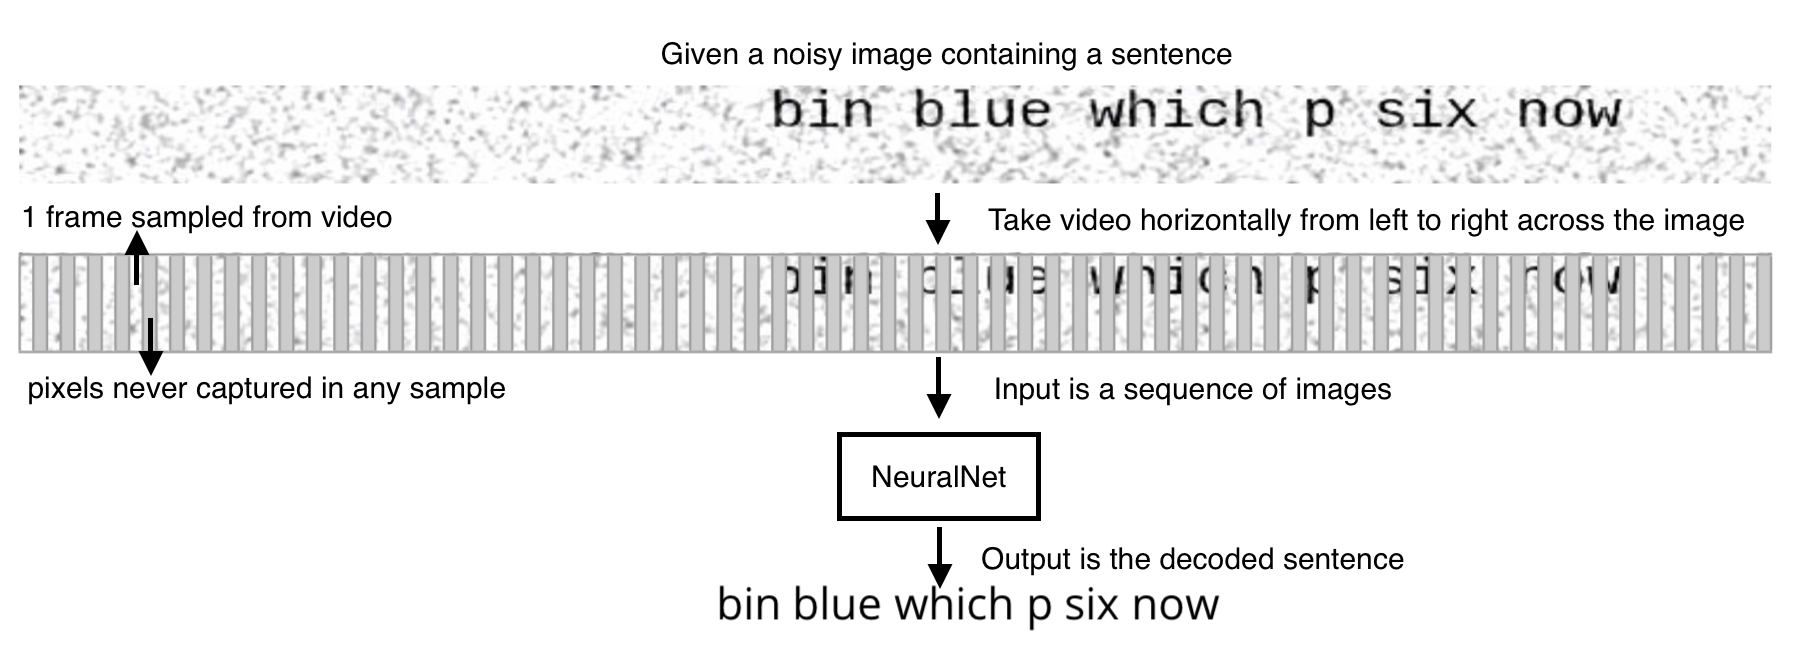 Given a noisy image containing a sentence
bin blue which p six now
1 frame sampled from video
Take video horizontally from left to right across the image
bin blue which p six now
pixels never captured in any sample
Input is a sequence of images
NeuralNet
Output is the decoded sentence
bin blue which p six now